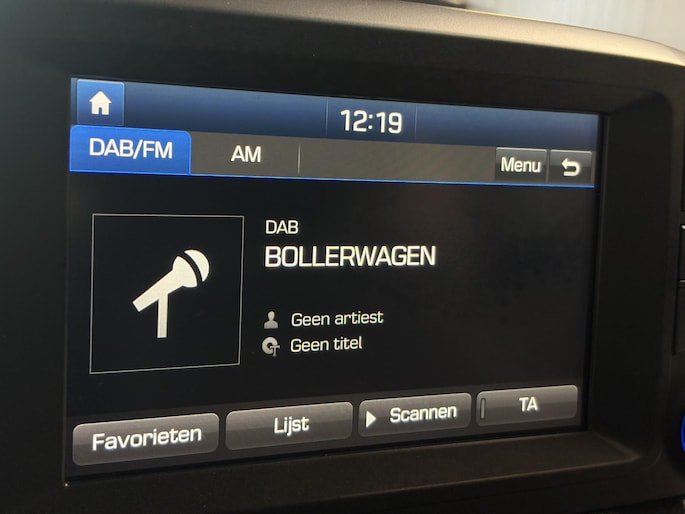 12:19
DAB/FM
AM
Menu
DAB
BOLLERWAGEN
Geen artiest
Geen titel
Favorieten
Lijst
Scannen
TA